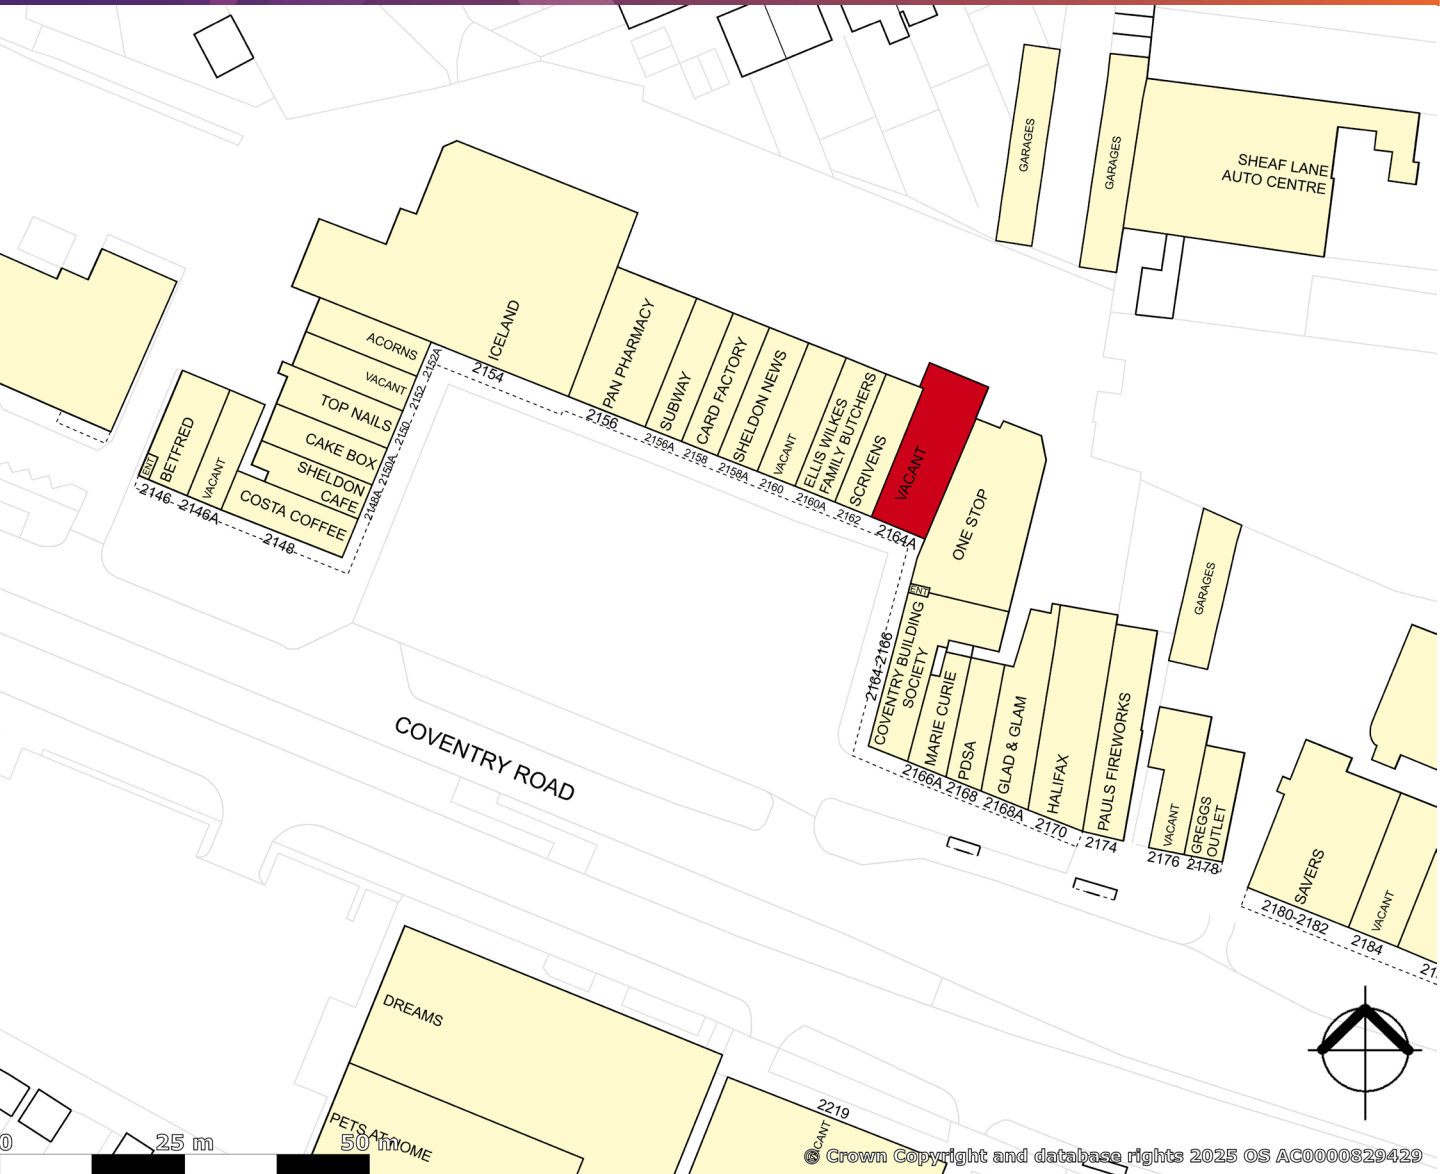 GARAGES
GARAGES
SHEAF LANE
AUTO CENTRE
ICELAND
2154
PAN PHARMACY
2156
SUBWAY
2156A
CARD FACTORY
2158
SHELDON NEWS
2158A
VACANT
2160
ELLIS WILKES
FAMILY BUTCHERS
2160A
SCRIVENS
2162
VACANT
2164A
ONE STOP
ENT
ACORNS
2152A
VACANT
2152
TOP NAILS
2150
CAKE BOX
2150A
SHELDON
CAFE
2148A
COSTA COFFEE
2148
BETFRED
ENT
2146
VACANT
2146A
COVENTRY BUILDING
SOCIETY
2164-2166
MARIE CURIE
2166A
PDSA
2168
GLAD & GLAM
2168A
HALIFAX
2170
PAULS FIREWORKS
2174
GARAGES
VACANT
2176
GREGGS
OUTLET
2178
SAVERS
2180-2182
VACANT
2184
COVENTRY ROAD
DREAMS
PETS AT HOME
2219
VACANT
0
25 m
50 m
© Crown Copyright and database rights 2025 OS AC0000829429